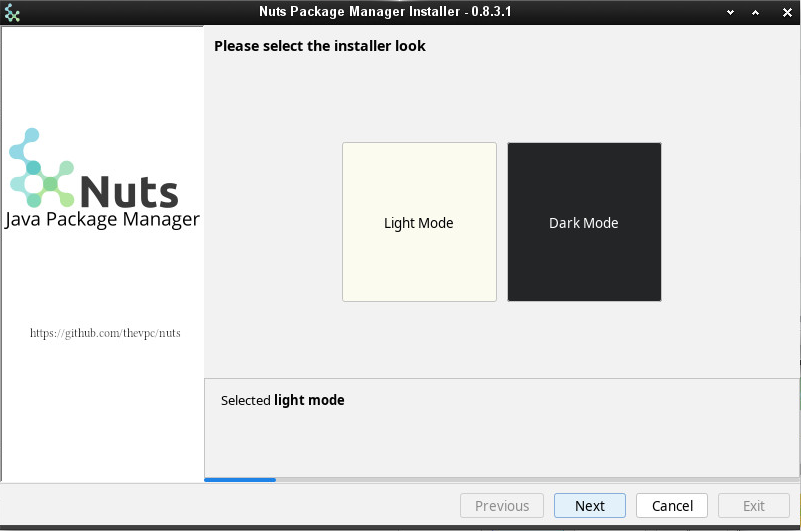 Nuts Package Manager Installer - 0.8.3.1
Please select the installer look
Nuts
Java Package Manager
https://github.com/thevpc/nuts
Light Mode
Dark Mode
Selected light mode
Previous
Next
Cancel
Exit